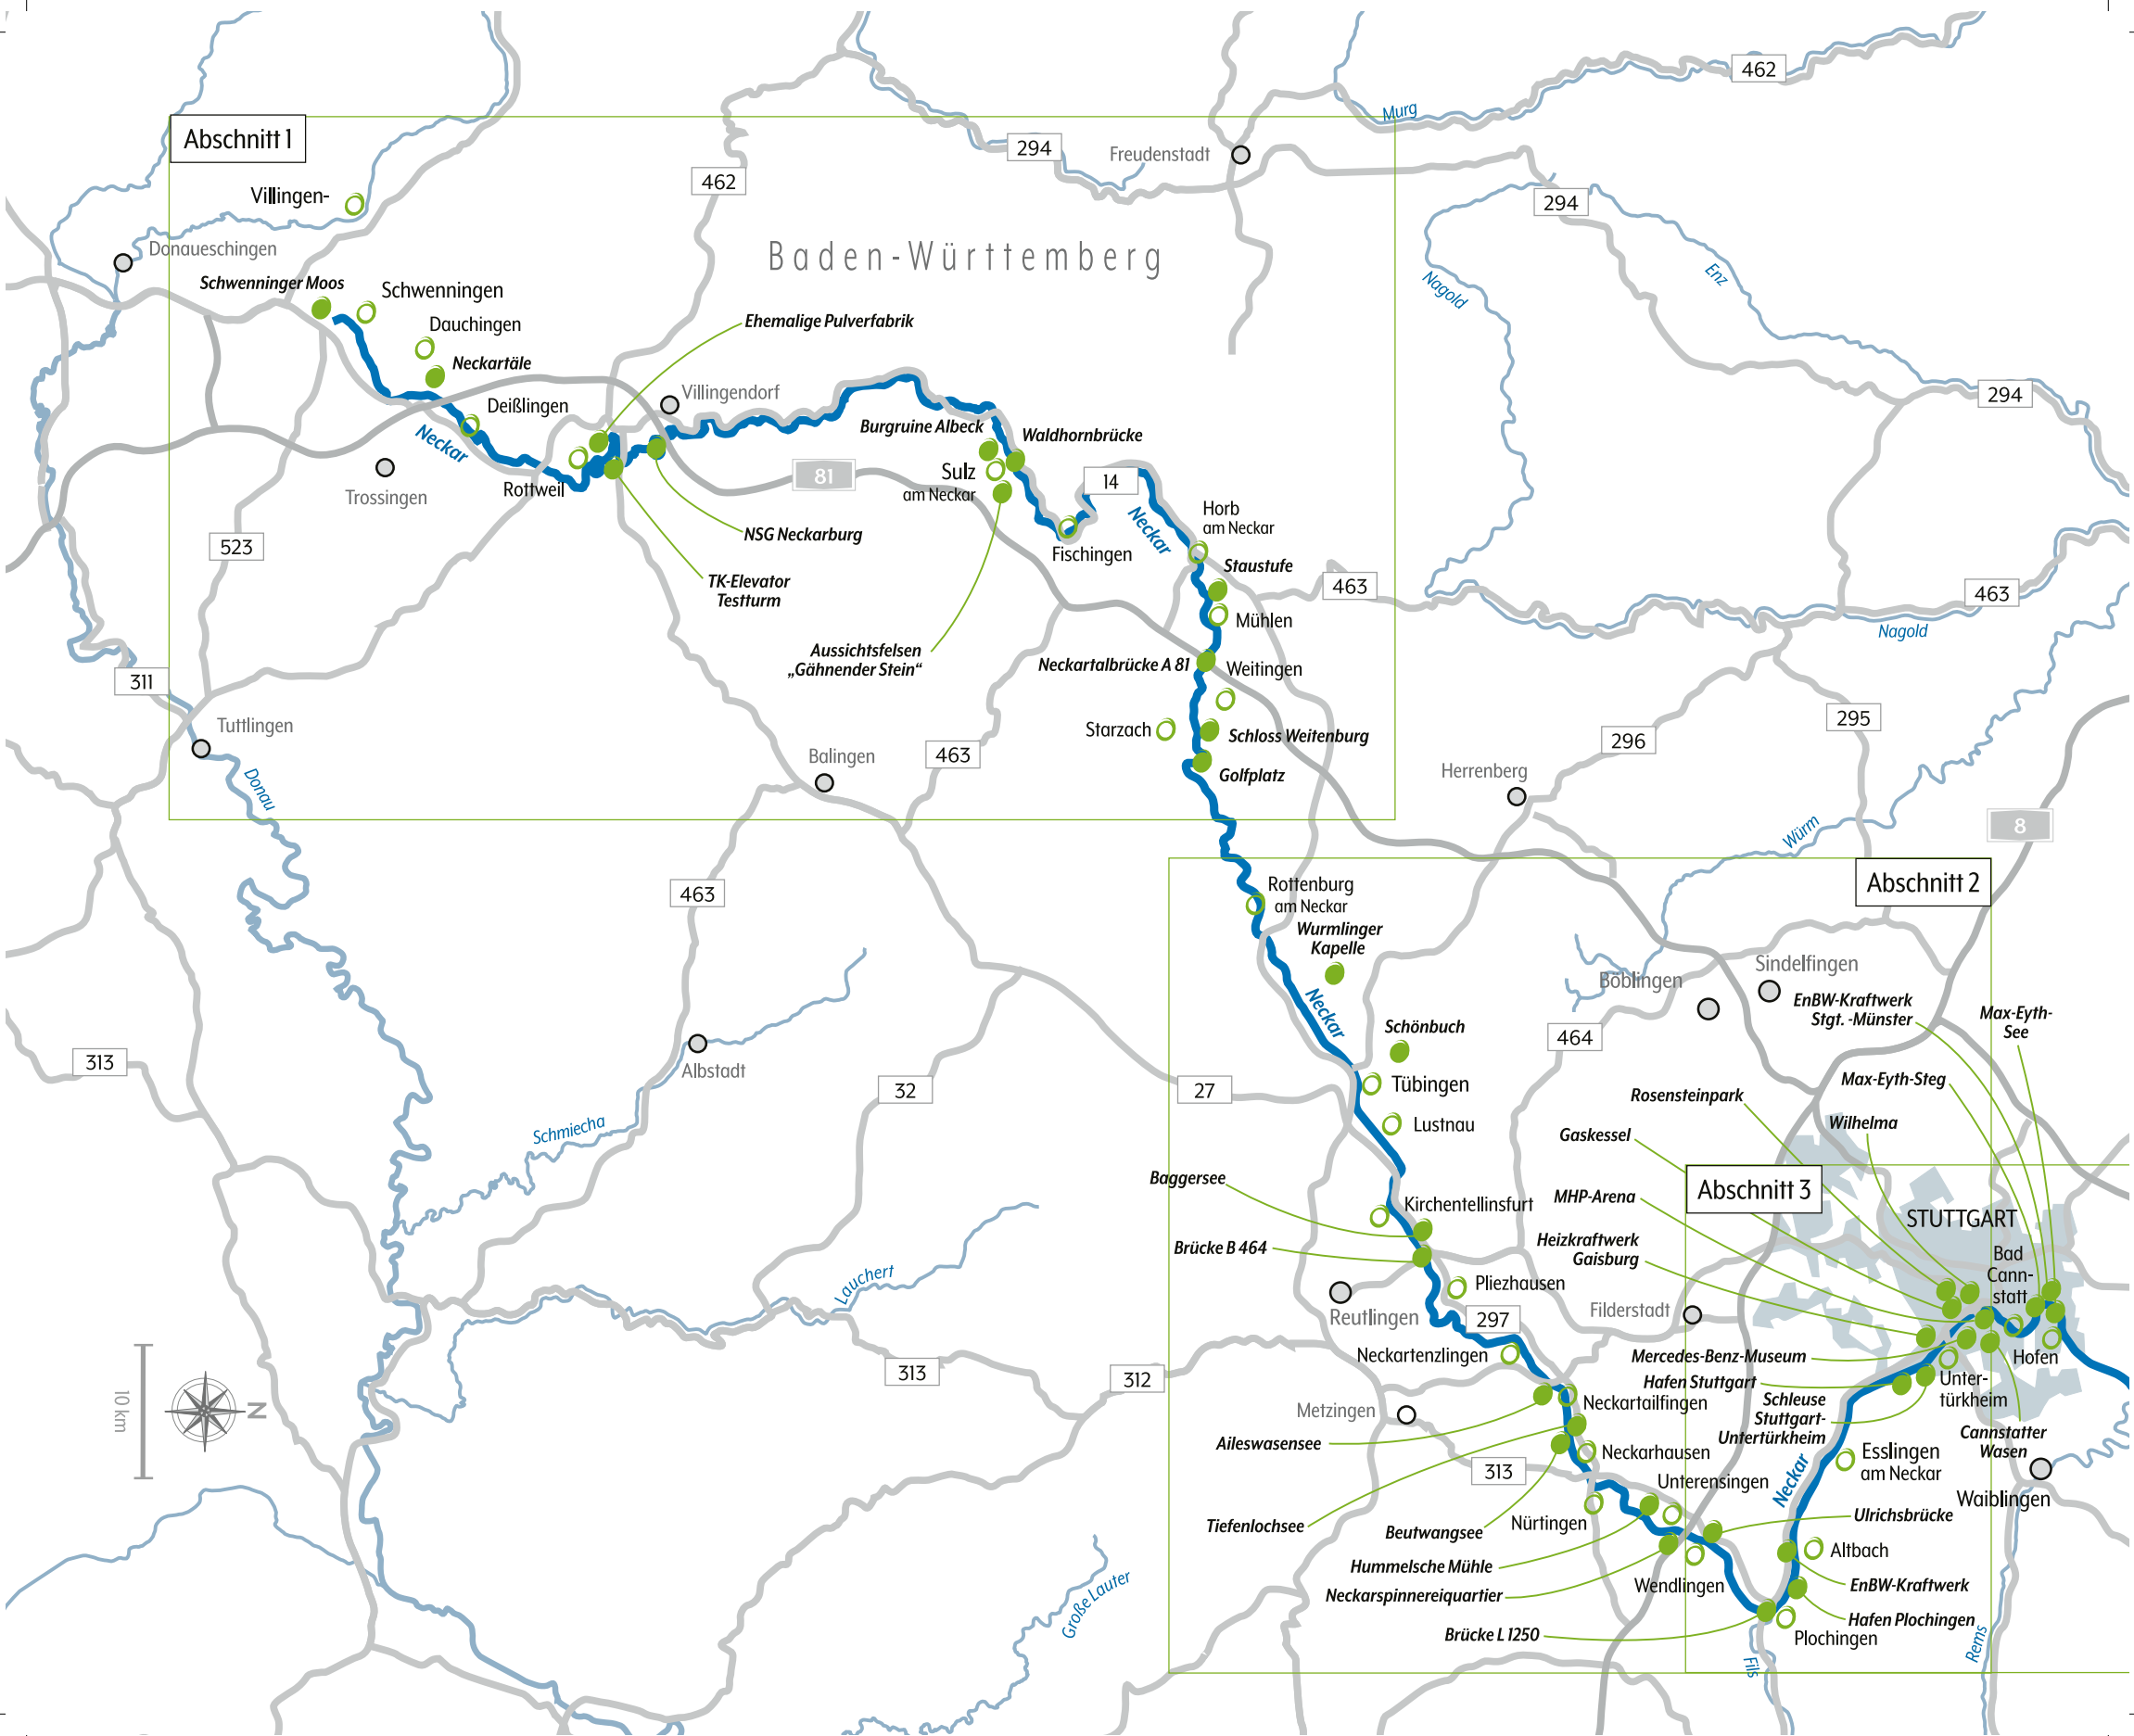 462
Murg
Abschnitt 1
294
Freudenstadt
462
Villingen-
294
Donaueschingen
Baden-Württemberg
Enz
Nagold
Schwenninger Moos
Schwenningen
Dauchingen
Ehemalige Pulverfabrik
Neckartäle
Villingendorf
294
Deißlingen
Burgruine Albeck
Waldhornbrücke
Neckar
Trossingen
Rottweil
81
Sulz
am Neckar
14
Neckar
Horb
am Neckar
NSG Neckarburg
523
Fischingen
Staustufe
TK-Elevator
Testturm
463
463
Mühlen
Nagold
Aussichtsfelsen
„Gähnender Stein“
Neckartalbrücke A 81
Weitingen
311
Tuttlingen
Starzach
Schloss Weitenburg
295
296
Balingen
463
Golfplatz
Herrenberg
Donau
Würm
8
463
Rottenburg
am Neckar
Abschnitt 2
Wurmlinger
Kapelle
Böblingen
Sindelfingen
Neckar
EnBW-Kraftwerk
Stgt. -Münster
Max-Eyth-
See
Schönbuch
464
313
Albstadt
32
27
Tübingen
Max-Eyth-Steg
Rosensteinpark
Lustnau
Wilhelma
Schmiecha
Gaskessel
Baggersee
Abschnitt 3
Kirchentellinsfurt
MHP-Arena
STUTTGART
Brücke B 464
Heizkraftwerk
Gaisburg
Bad
Cann-
statt
Lauchert
Pliezhausen
Reutlingen
297
Filderstadt
Neckartenzlingen
Mercedes-Benz-Museum
Hofen
313
312
Hafen Stuttgart
Unter-
türkheim
10 km
N
Metzingen
Neckartailfingen
Schleuse
Stuttgart-
Untertürkheim
Aileswasensee
Cannstatter
Wasen
Neckarhausen
Esslingen
am Neckar
313
Unterensingen
Neckar
Waiblingen
Tiefenlochsee
Beutwangsee
Nürtingen
Ulrichsbrücke
Altbach
Hummelsche Mühle
Wendlingen
EnBW-Kraftwerk
Neckarspinnereiquartier
Große Lauter
Hafen Plochingen
Brücke L 1250
Plochingen
Fils
Rems